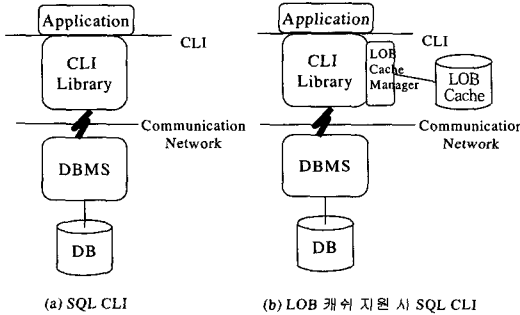 Application
CLI
CLI
Library
Communication
Network
DBMS
DB
(a) SQL CLI
Application
CLI
CLI
Library
LOB
Cache
Manager
LOB
Cache
Communication
Network
DBMS
DB
(b) LOB 캐쉬 지원 시 SQL CLI